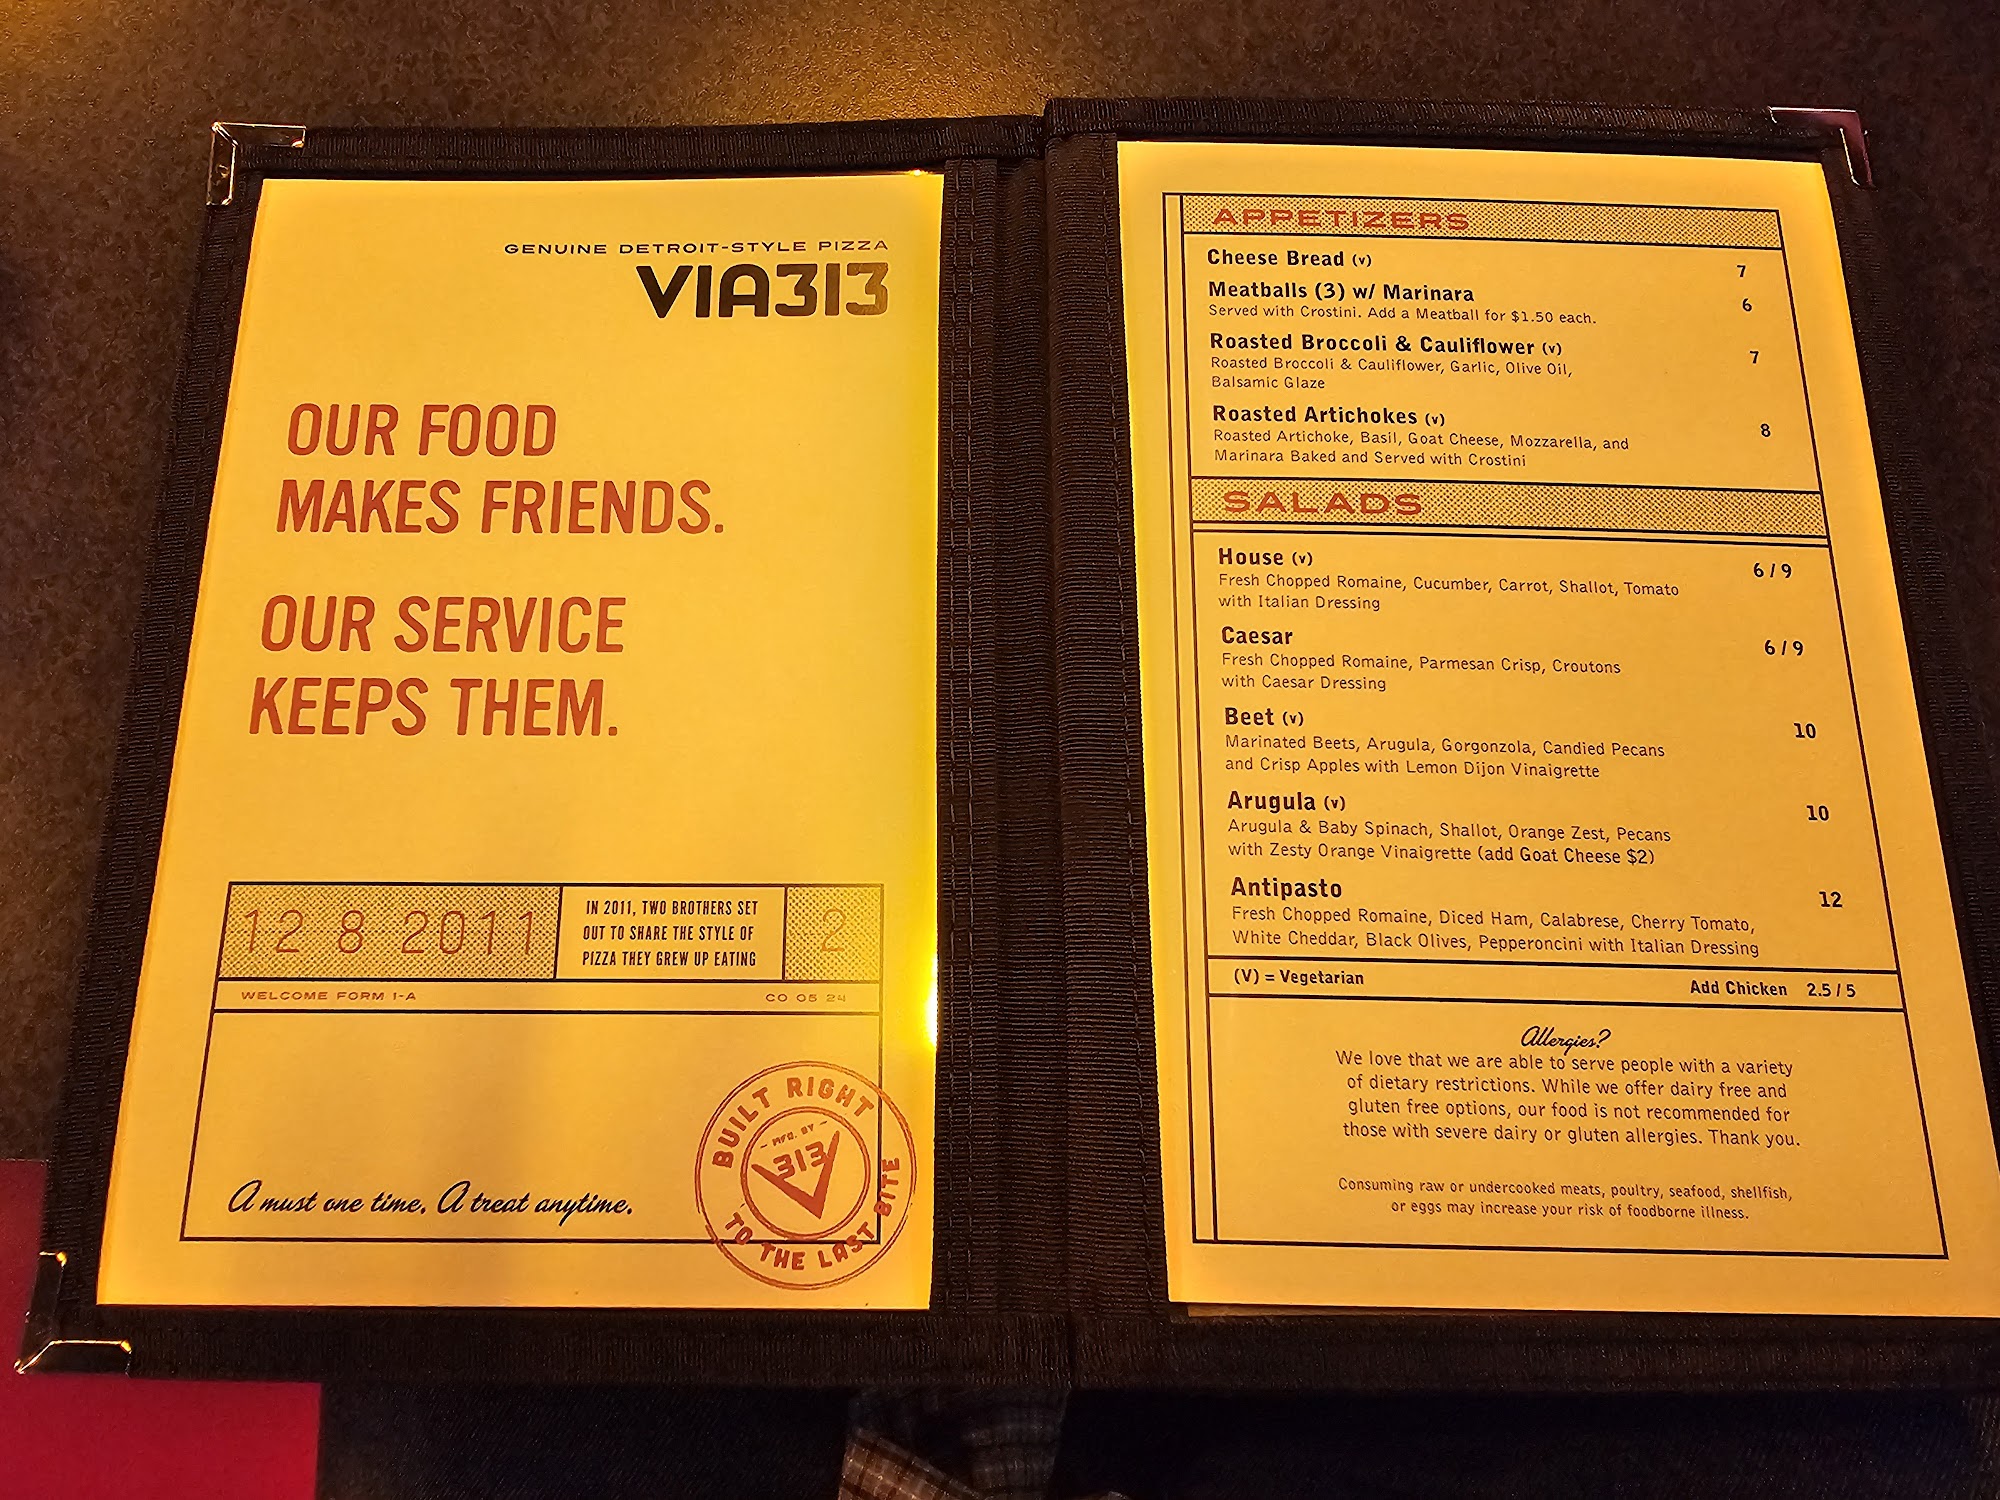 GENUINE DETROIT-STYLE PIZZA
VIA313
OUR FOOD
MAKES FRIENDS.
OUR SERVICE
KEEPS THEM.
12 8 2011
IN 2011, TWO BROTHERS SET
OUT TO SHARE THE STYLE OF
PIZZA THEY GREW UP EATING
2
WELCOME FORM 1-A
CO 05 24
A must one time. A treat anytime.
BUILT RIGHT
MFG. BY
313
TO THE LAST BITE
APPETIZERS
Cheese Bread (v) 7
Meatballs (3) w/ Marinara 6
Served with Crostini. Add a Meatball for $1.50 each.
Roasted Broccoli & Cauliflower (v) 7
Roasted Broccoli & Cauliflower, Garlic, Olive Oil,
Balsamic Glaze
Roasted Artichokes (v) 8
Roasted Artichoke, Basil, Goat Cheese, Mozzarella, and
Marinara Baked and Served with Crostini
SALADS
House (v) 6 / 9
Fresh Chopped Romaine, Cucumber, Carrot, Shallot, Tomato
with Italian Dressing
Caesar 6 / 9
Fresh Chopped Romaine, Parmesan Crisp, Croutons
with Caesar Dressing
Beet (v) 10
Marinated Beets, Arugula, Gorgonzola, Candied Pecans
and Crisp Apples with Lemon Dijon Vinaigrette
Arugula (v) 10
Arugula & Baby Spinach, Shallot, Orange Zest, Pecans
with Zesty Orange Vinaigrette (add Goat Cheese $2)
Antipasto 12
Fresh Chopped Romaine, Diced Ham, Calabrese, Cherry Tomato,
White Cheddar, Black Olives, Pepperoncini with Italian Dressing
(V) = Vegetarian
Add Chicken 2.5 / 5
Allergies?
We love that we are able to serve people with a variety
of dietary restrictions. While we offer dairy free and
gluten free options, our food is not recommended for
those with severe dairy or gluten allergies. Thank you.
Consuming raw or undercooked meats, poultry, seafood, shellfish,
or eggs may increase your risk of foodborne illness.